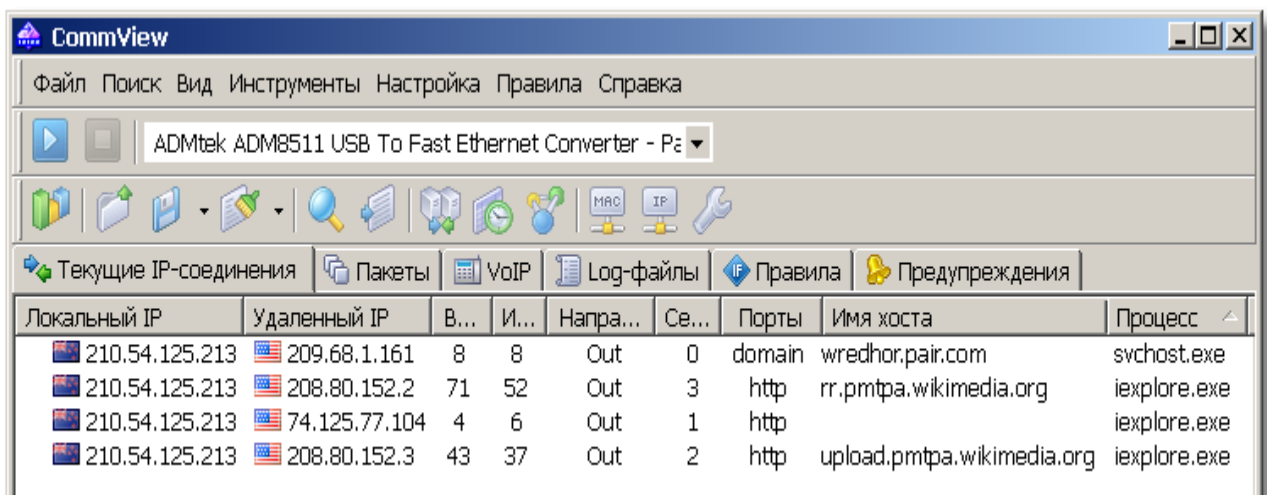 CommView
Файл Поиск Вид Инструменты Настройка Правила Справка
ADMtek ADM8511 USB To Fast Ethernet Converter - Pa
MAC IP
Текущие IP-соединения Пакеты VoIP Log-файлы IP Правила Предупреждения
Локальный IP Удаленный IP В... И... Напра... Се... Порты Имя хоста Процесс
210.54.125.213 209.68.1.161 8 8 Out 0 domain wredhor.pair.com svchost.exe
210.54.125.213 208.80.152.2 71 52 Out 3 http rr.pmtpa.wikimedia.org iexplore.exe
210.54.125.213 74.125.77.104 4 6 Out 1 http iexplore.exe
210.54.125.213 208.80.152.3 43 37 Out 2 http upload.pmtpa.wikimedia.org iexplore.exe